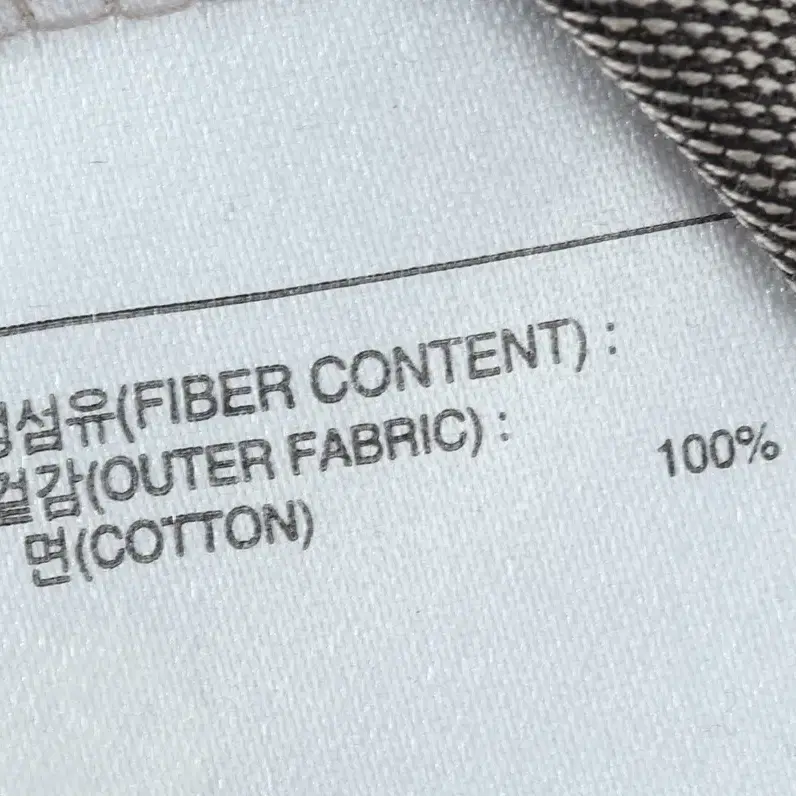 섬유(FIBER CONTENT) :
겉감(OUTER FABRIC) :
면(COTTON) 100%